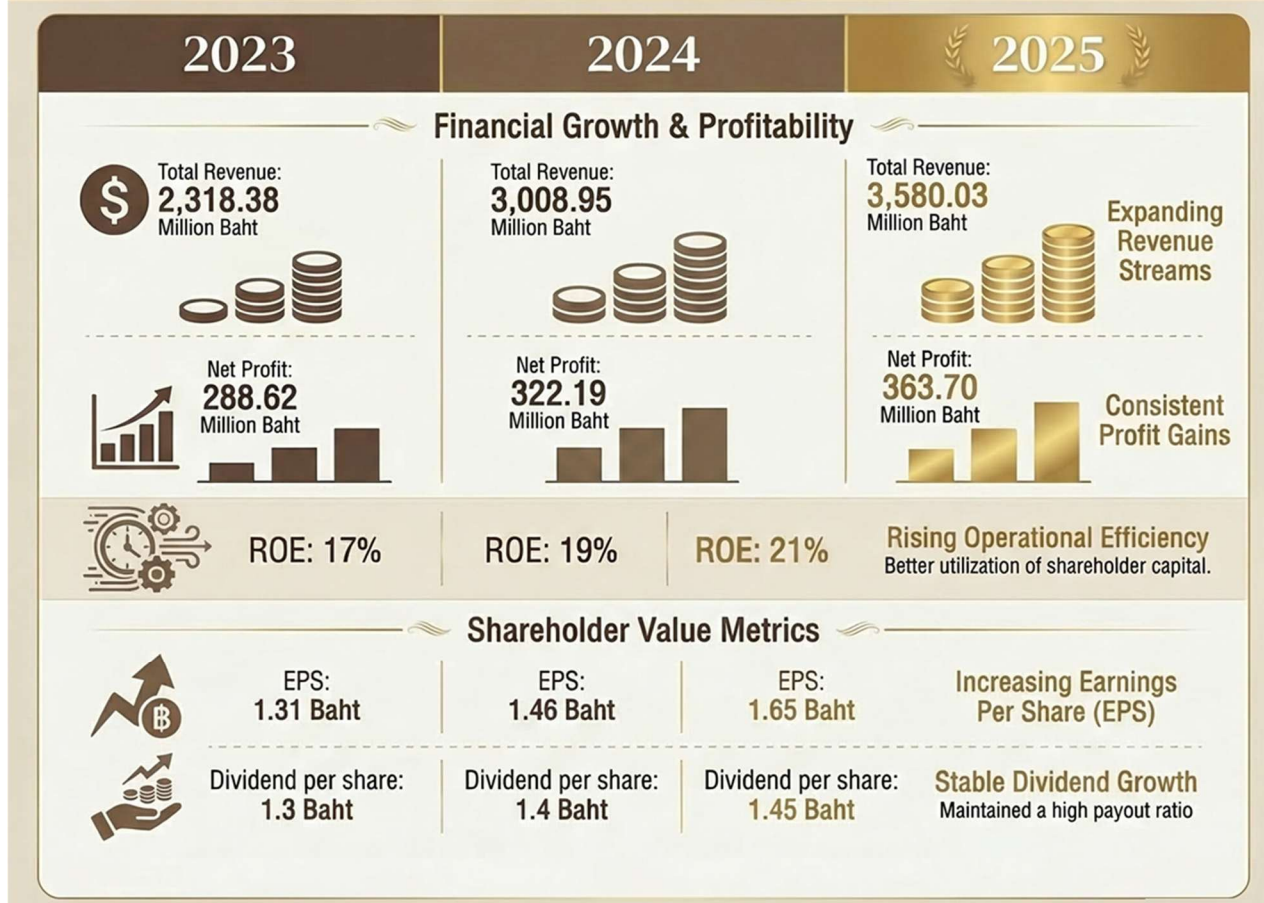 2023
2024
2025
Financial Growth & Profitability
Total Revenue:
2,318.38
Million Baht
Total Revenue:
3,008.95
Million Baht
Total Revenue:
3,580.03
Million Baht
Expanding
Revenue
Streams
Net Profit:
288.62
Million Baht
Net Profit:
322.19
Million Baht
Net Profit:
363.70
Million Baht
Consistent
Profit Gains
ROE: 17%
ROE: 19%
ROE: 21%
Rising Operational Efficiency
Better utilization of shareholder capital.
Shareholder Value Metrics
EPS:
1.31 Baht
EPS:
1.46 Baht
EPS:
1.65 Baht
Increasing Earnings
Per Share (EPS)
Dividend per share:
1.3 Baht
Dividend per share:
1.4 Baht
Dividend per share:
1.45 Baht
Stable Dividend Growth
Maintained a high payout ratio